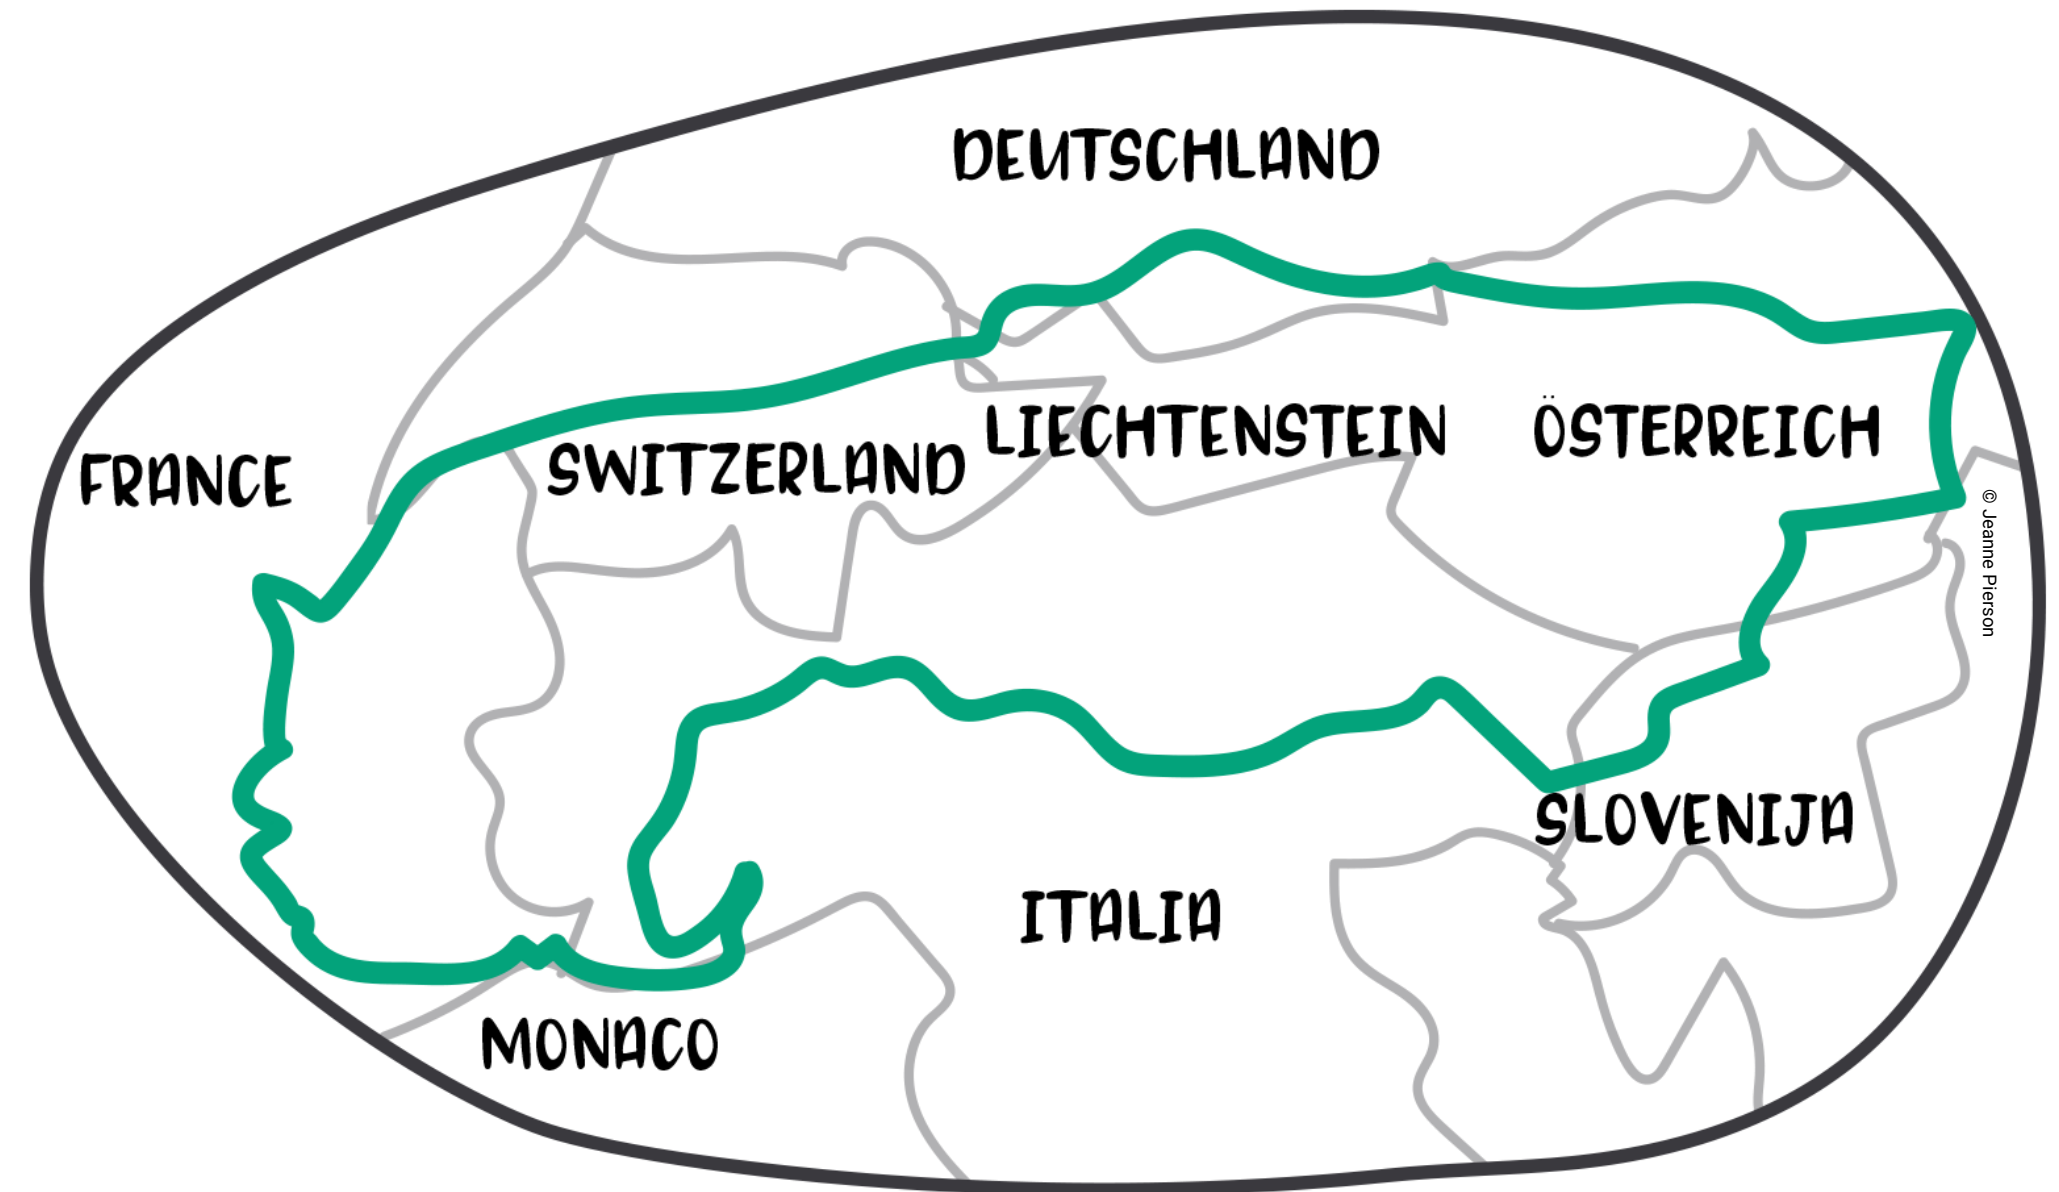 DEUTSCHLAND
FRANCE
SWITZERLAND
LIECHTENSTEIN
ÖSTERREICH
© Jeanne Pierson
SLOVENIJA
ITALIA
MONACO